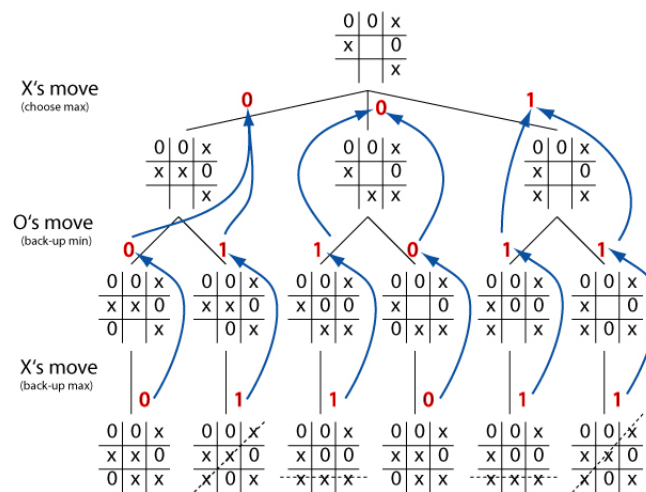 0 0 x
x 0
x
X's move
(choose max)
0 0 1
0 0 x 0 0 x 0 0 x
x x 0 x 0 x 0
x x x x x
O's move
(back-up min)
0 1 1 0 1 1
0 0 x 0 0 x 0 0 x 0 0 x 0 0 x 0 0 x
x x 0 x x 0 x 0 0 x 0 x 0 0 x 0
0 x 0 x x x 0 x x x x x 0 x
X's move
(back-up max)
0 1 1 0 1 1
0 0 x 0 0 x 0 0 x 0 0 x 0 0 x 0 0 x
x x 0 x x 0 x 0 0 x x 0 x 0 0 x x 0
0 x x x 0 x x x x 0 x x x x x x 0 x